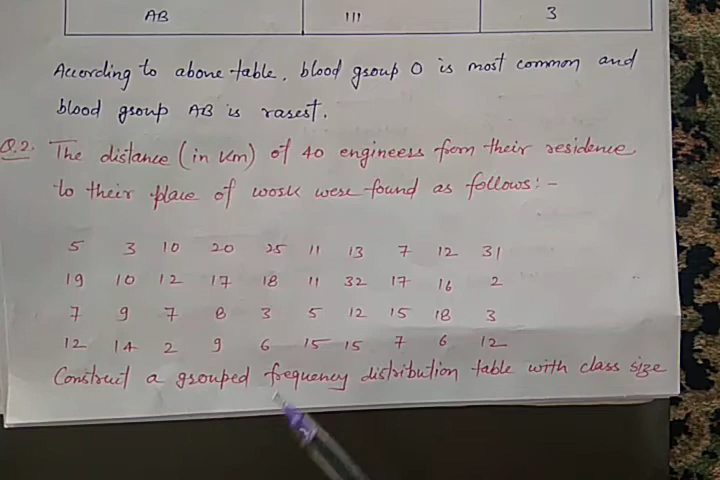 AB III 3
According to above table, blood group O is most common and
blood group AB is rarest.
Q.2. The distance (in km) of 40 engineers from their residence
to their place of work were found as follows:-
5 3 10 20 25 11 13 7 12 31
19 10 12 17 18 11 32 17 16 2
7 9 7 8 3 5 12 15 18 3
12 14 2 9 6 15 15 7 6 12
Construct a grouped frequency distribution table with class size